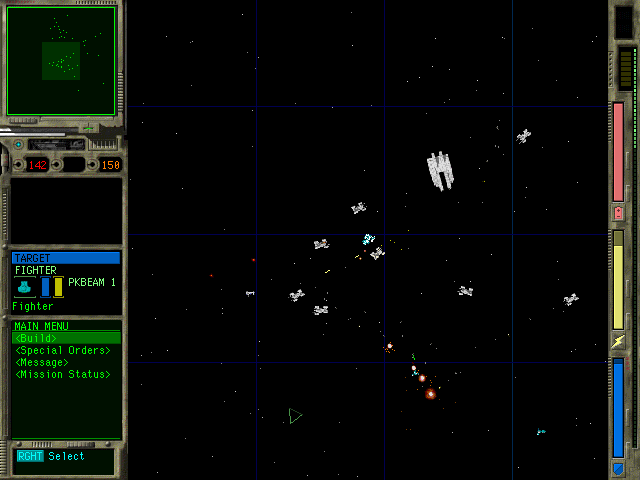 142 150
TARGET
FIGHTER
PKBEAM 1
Fighter
MAIN MENU
<Build>
<Special Orders>
<Message>
<Mission Status>
RGHT Select